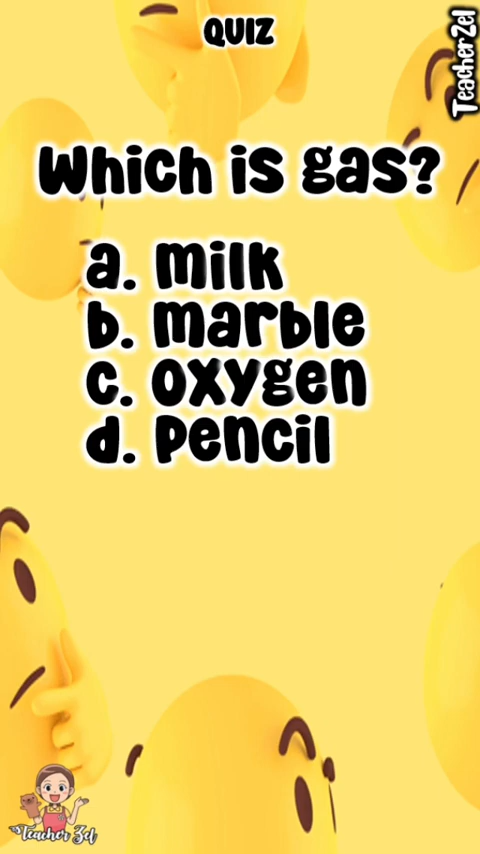 QUIZ
TeacherZel
Which is gas?
a. milk
b. marble
c. oxygen
d. pencil
Teacher Zel